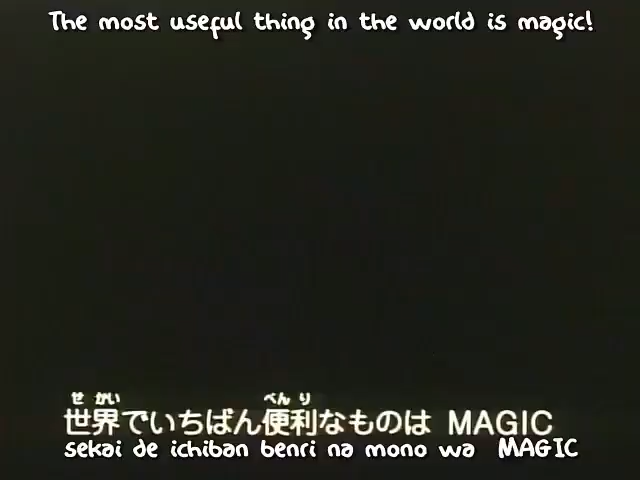 The most useful thing in the world is magic!
せ かい べん り
世界でいちばん便利なものは MAGIC
sekai de ichiban benri na mono wa MAGIC